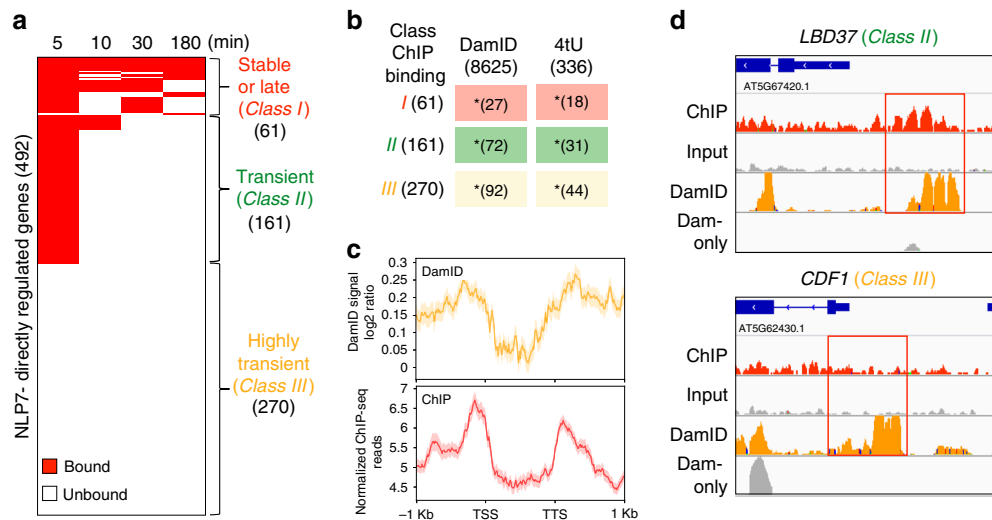 a
5 10 30 180 (min)
NLP7- directly regulated genes (492)
Stable
or late
(Class I)
(61)
Transient
(Class II)
(161)
Highly
transient
(Class III)
(270)
Bound
Unbound
b
Class
ChIP
binding
DamID
(8625)
4tU
(336)
I (61) *(27) *(18)
II (161) *(72) *(31)
III (270) *(92) *(44)
c
DamID
DamID signal
log2 ratio
0.3
0.25
0.2
0.15
0.1
0.05
0
ChIP
Normalized ChIP-seq
reads
7
6.5
6
5.5
5
4.5
−1 Kb TSS TTS 1 Kb
d
LBD37 (Class II)
AT5G67420.1
ChIP
Input
DamID
Dam-
only
CDF1 (Class III)
AT5G62430.1
ChIP
Input
DamID
Dam-
only